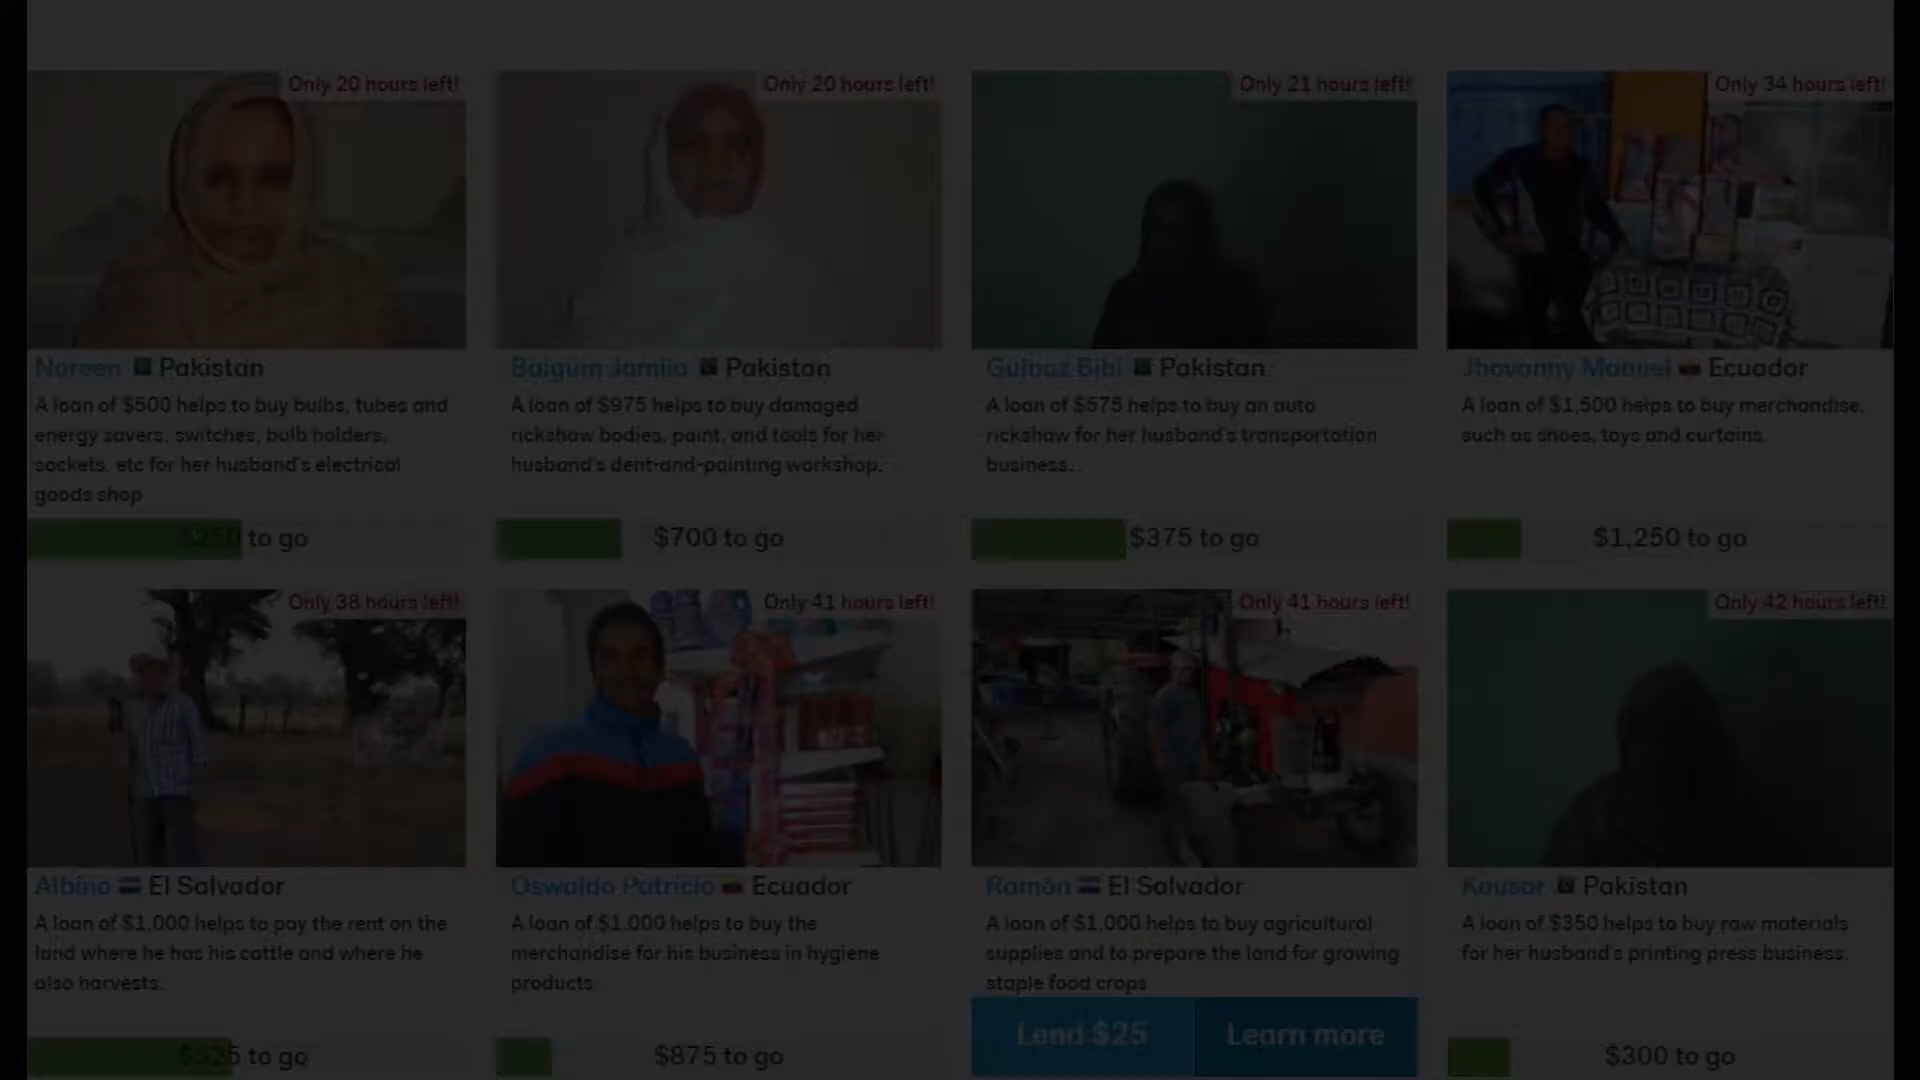 Only 20 hours left!
Only 20 hours left!
Only 21 hours left!
Only 34 hours left!
Noreen Pakistan
A loan of $500 helps to buy bulbs, tubes and
energy savers, switches, bulb holders,
sockets, etc for her husband's electrical
goods shop
$250 to go
Baigum Jamila Pakistan
A loan of $975 helps to buy damaged
rickshaw bodies, paint, and tools for her
husband's dent-and-painting workshop.
$700 to go
Gulnaz Bibi Pakistan
A loan of $575 helps to buy an auto
rickshaw for her husband's transportation
business.
$375 to go
Jhovanny Manuel Ecuador
A loan of $1,500 helps to buy merchandise,
such as shoes, toys and curtains.
$1,250 to go
Only 38 hours left!
Only 41 hours left!
Only 41 hours left!
Only 42 hours left!
Albino El Salvador
A loan of $1,000 helps to pay the rent on the
land where he has his cattle and where he
also harvests.
$525 to go
Oswaldo Patricio Ecuador
A loan of $1,000 helps to buy the
merchandise for his business in hygiene
products.
$875 to go
Ramón El Salvador
A loan of $1,000 helps to buy agricultural
supplies and to prepare the land for growing
staple food crops
Lend $25
Learn more
Kausar Pakistan
A loan of $350 helps to buy raw materials
for her husband's printing press business.
$300 to go